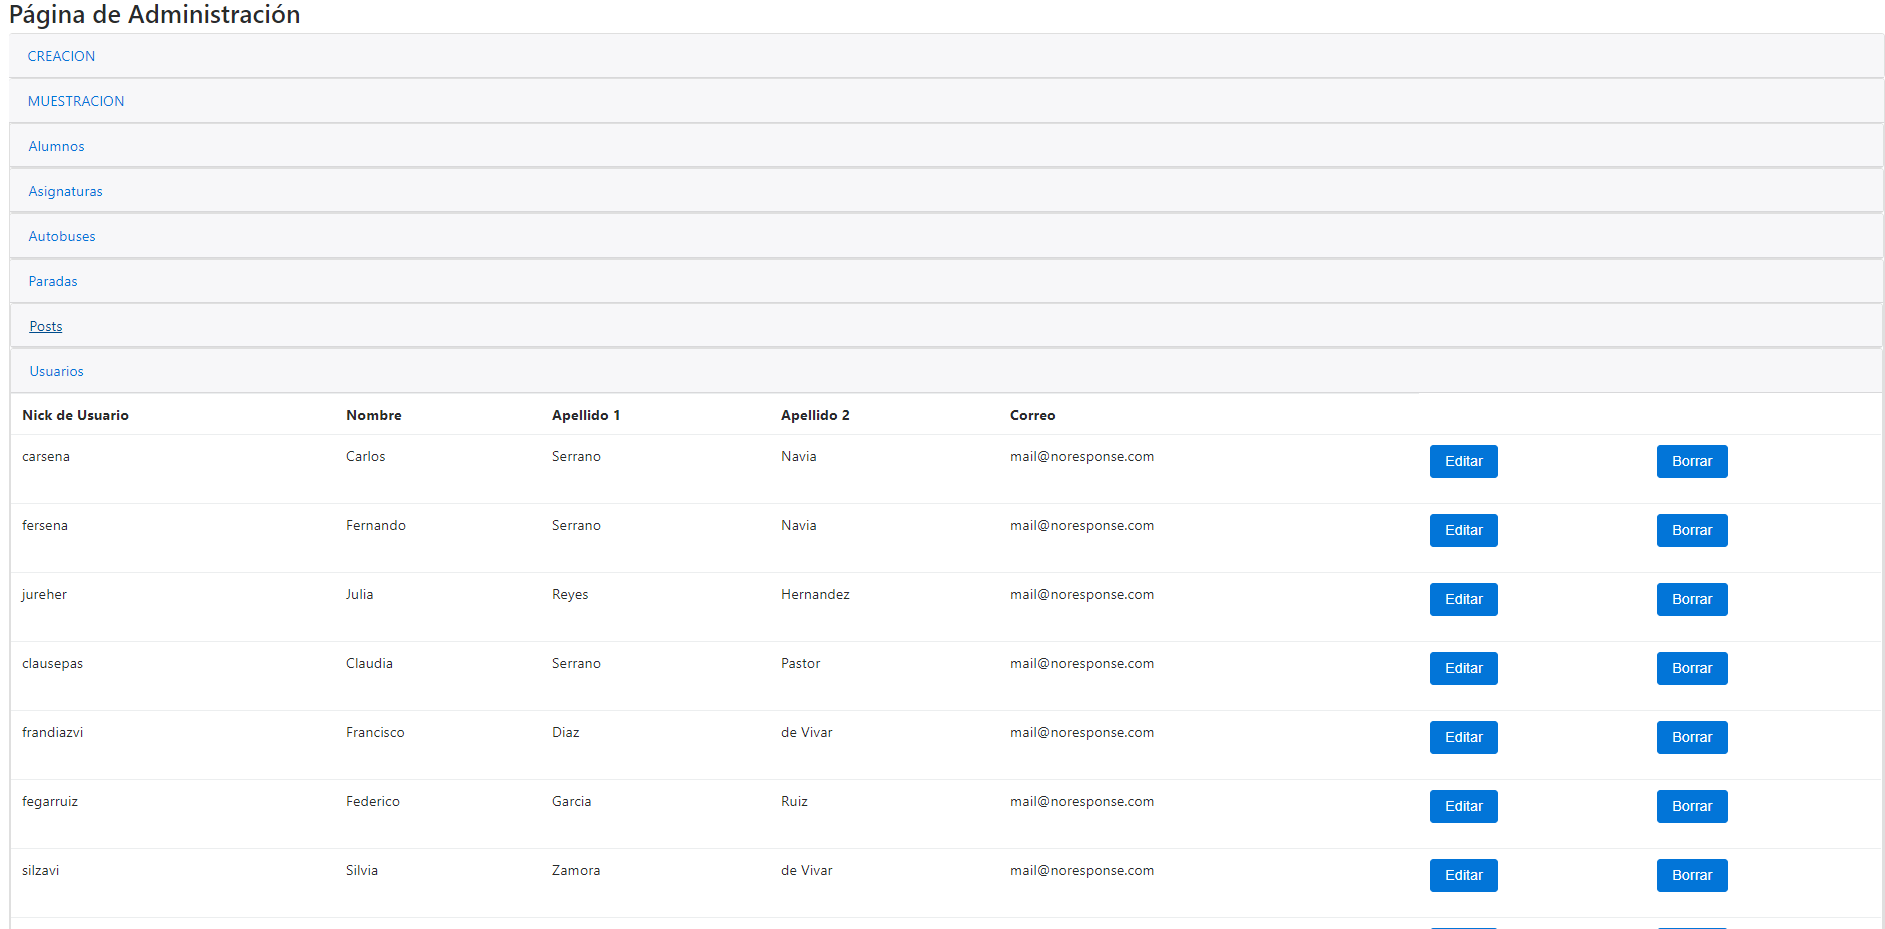 Página de Administración
CREACION
MUESTRACION
Alumnos
Asignaturas
Autobuses
Paradas
Posts
Usuarios
Nick de Usuario Nombre Apellido 1 Apellido 2 Correo
carsena Carlos Serrano Navia mail@noresponse.com Editar Borrar
fersena Fernando Serrano Navia mail@noresponse.com Editar Borrar
jureher Julia Reyes Hernandez mail@noresponse.com Editar Borrar
clausepas Claudia Serrano Pastor mail@noresponse.com Editar Borrar
frandiazvi Francisco Diaz de Vivar mail@noresponse.com Editar Borrar
fegarruiz Federico Garcia Ruiz mail@noresponse.com Editar Borrar
silzavi Silvia Zamora de Vivar mail@noresponse.com Editar Borrar